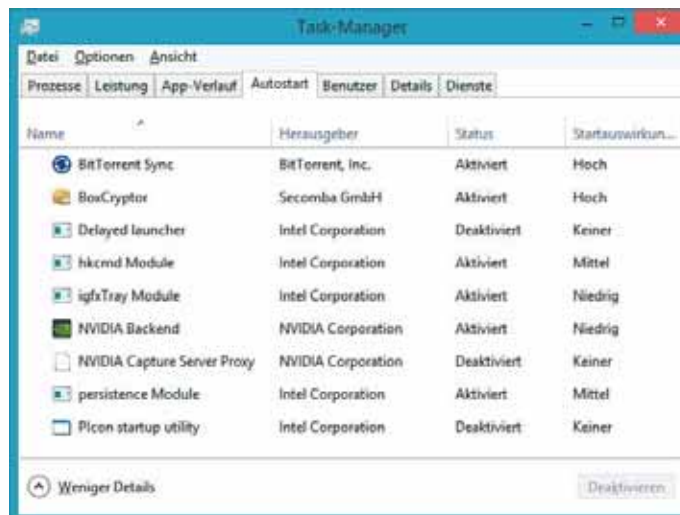 Task-Manager
Datei Optionen Ansicht
Prozesse Leistung App-Verlauf Autostart Benutzer Details Dienste
Name Herausgeber Status Startauswirkun...
BitTorrent Sync BitTorrent, Inc. Aktiviert Hoch
BoxCryptor Secomba GmbH Aktiviert Hoch
Delayed launcher Intel Corporation Deaktiviert Keiner
hkcmd Module Intel Corporation Aktiviert Mittel
igfxTray Module Intel Corporation Aktiviert Niedrig
NVIDIA Backend NVIDIA Corporation Aktiviert Niedrig
NVIDIA Capture Server Proxy NVIDIA Corporation Deaktiviert Keiner
persistence Module Intel Corporation Aktiviert Mittel
PIcon startup utility Intel Corporation Deaktiviert Keiner
Weniger Details Deaktivieren